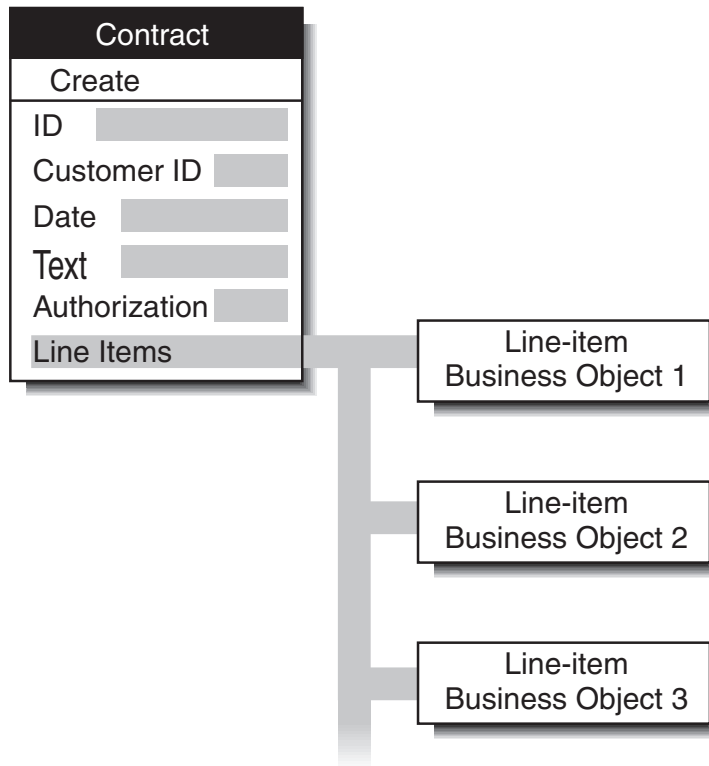 Contract
Create
ID
Customer ID
Date
Text
Authorization
Line Items
Line-item
Business Object 1
Line-item
Business Object 2
Line-item
Business Object 3